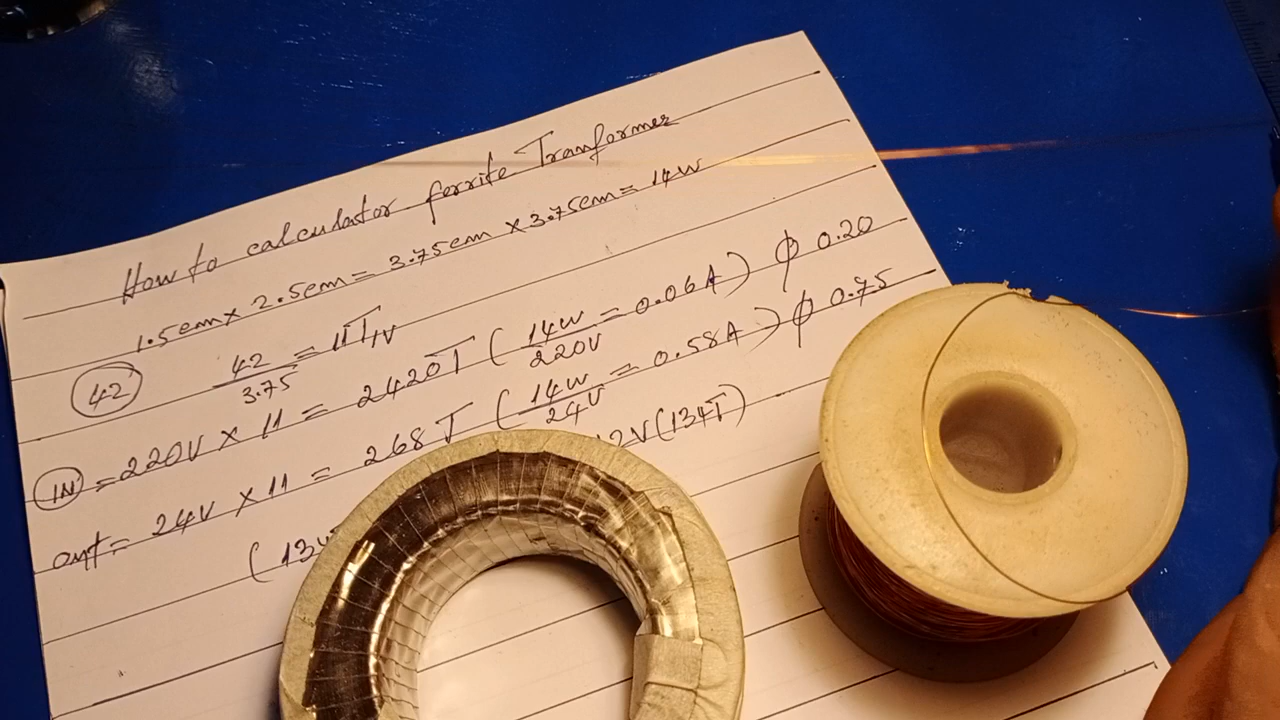 How to calculator ferrite Tranformer
1.5cm x 2.5cm = 3.75cm x 3.75cm = 14W
42 42/3.75 = 11T/1V
IN = 220V x 11 = 2420T (14W/220V = 0.06A) φ 0.20
out = 24V x 11 = 268T (14W/24V = 0.58A) φ 0.75
12V (134T)